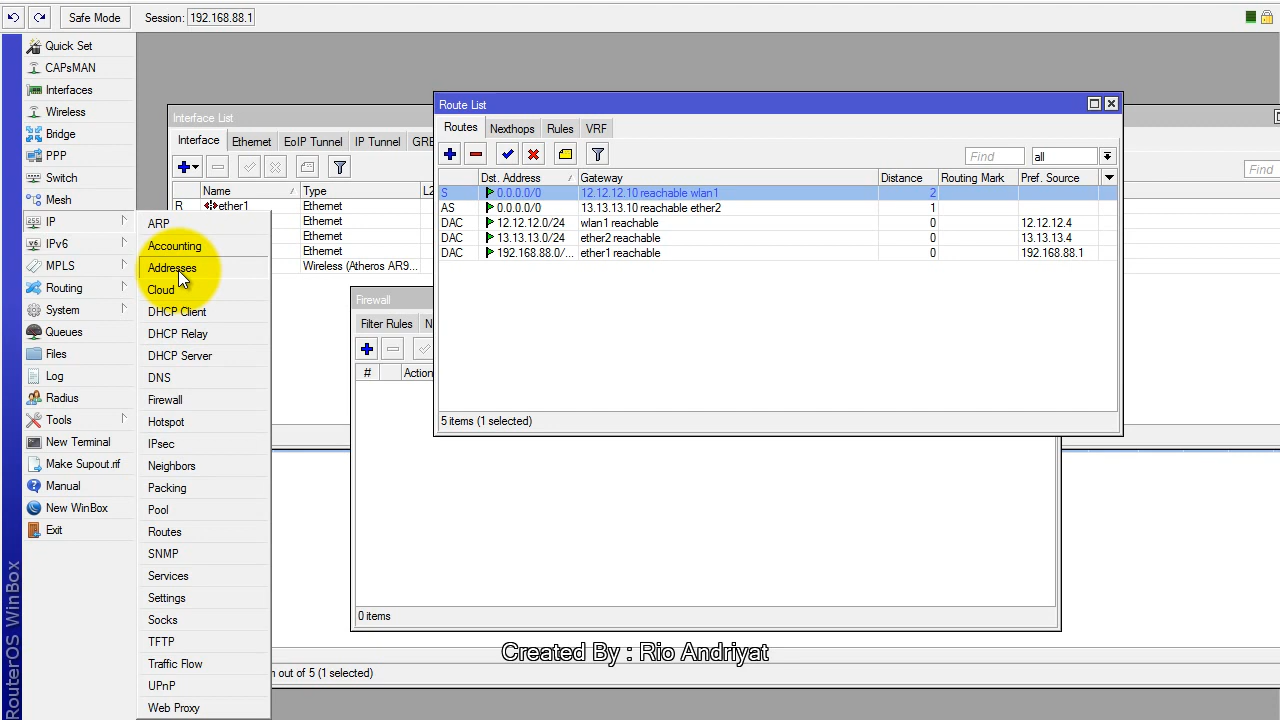 Safe Mode
Session: 192.168.88.1
Quick Set
CAPsMAN
Interfaces
Wireless
Bridge
PPP
Switch
Mesh
IP
IPv6
MPLS
Routing
System
Queues
Files
Log
Radius
Tools
New Terminal
Make Supout.rif
Manual
New WinBox
Exit
RouterOS WinBox
ARP
Accounting
Addresses
Cloud
DHCP Client
DHCP Relay
DHCP Server
DNS
Firewall
Hotspot
IPsec
Neighbors
Packing
Pool
Routes
SNMP
Services
Settings
Socks
TFTP
Traffic Flow
UPnP
Web Proxy
Interface List
Interface Ethernet EoIP Tunnel IP Tunnel GRE
Name Type L2
R ether1 Ethernet
Ethernet
Ethernet
Ethernet
Wireless (Atheros AR9...
Find
Route List
Routes Nexthops Rules VRF
Find all
Dst. Address Gateway Distance Routing Mark Pref. Source
S 0.0.0.0/0 12.12.12.10 reachable wlan1 2
AS 0.0.0.0/0 13.13.13.10 reachable ether2 1
DAC 12.12.12.0/24 wlan1 reachable 0 12.12.12.4
DAC 13.13.13.0/24 ether2 reachable 0 13.13.13.4
DAC 192.168.88.0/... ether1 reachable 0 192.168.88.1
5 items (1 selected)
Firewall
Filter Rules N
# Action
0 items
Created By : Rio Andriyat
out of 5 (1 selected)